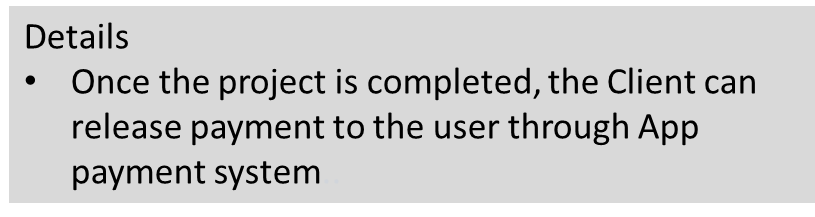 Details
• Once the project is completed, the Client can
release payment to the user through App
payment system